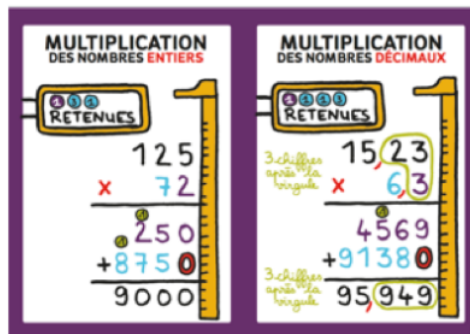 MULTIPLICATION
DES NOMBRES ENTIERS
RETENUES
125
x 72
250
+8750
9000
MULTIPLICATION
DES NOMBRES DÉCIMAUX
RETENUES
3 chiffres
après la
virgule
15,23
x 6,3
4569
+91380
3 chiffres
après la
virgule
95,949